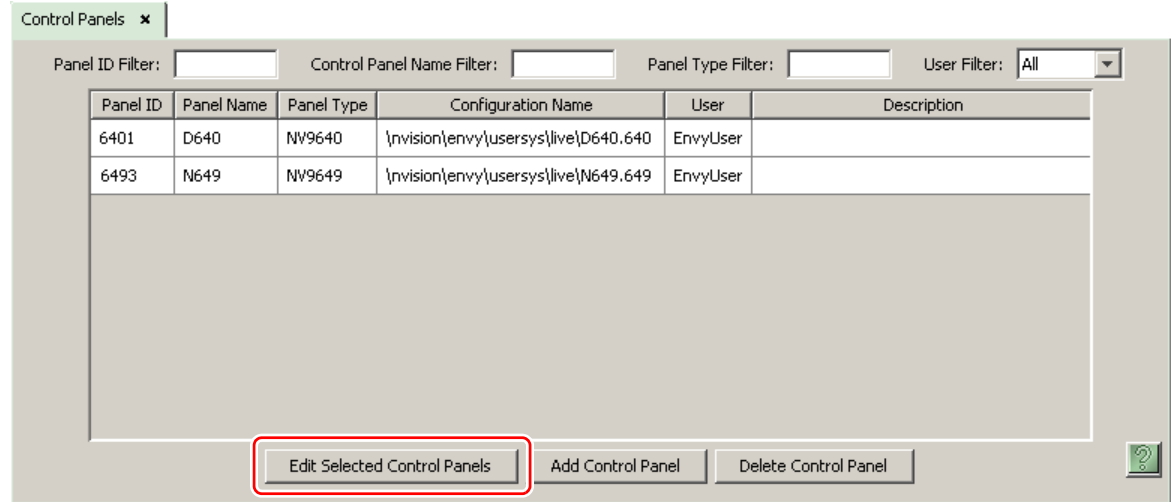 Control Panels ×
Panel ID Filter: Control Panel Name Filter: Panel Type Filter: User Filter: All
Panel ID Panel Name Panel Type Configuration Name User Description
6401 D640 NV9640 \nvision\envy\usersys\live\D640.640 EnvyUser
6493 N649 NV9649 \nvision\envy\usersys\live\N649.649 EnvyUser
Edit Selected Control Panels Add Control Panel Delete Control Panel ?